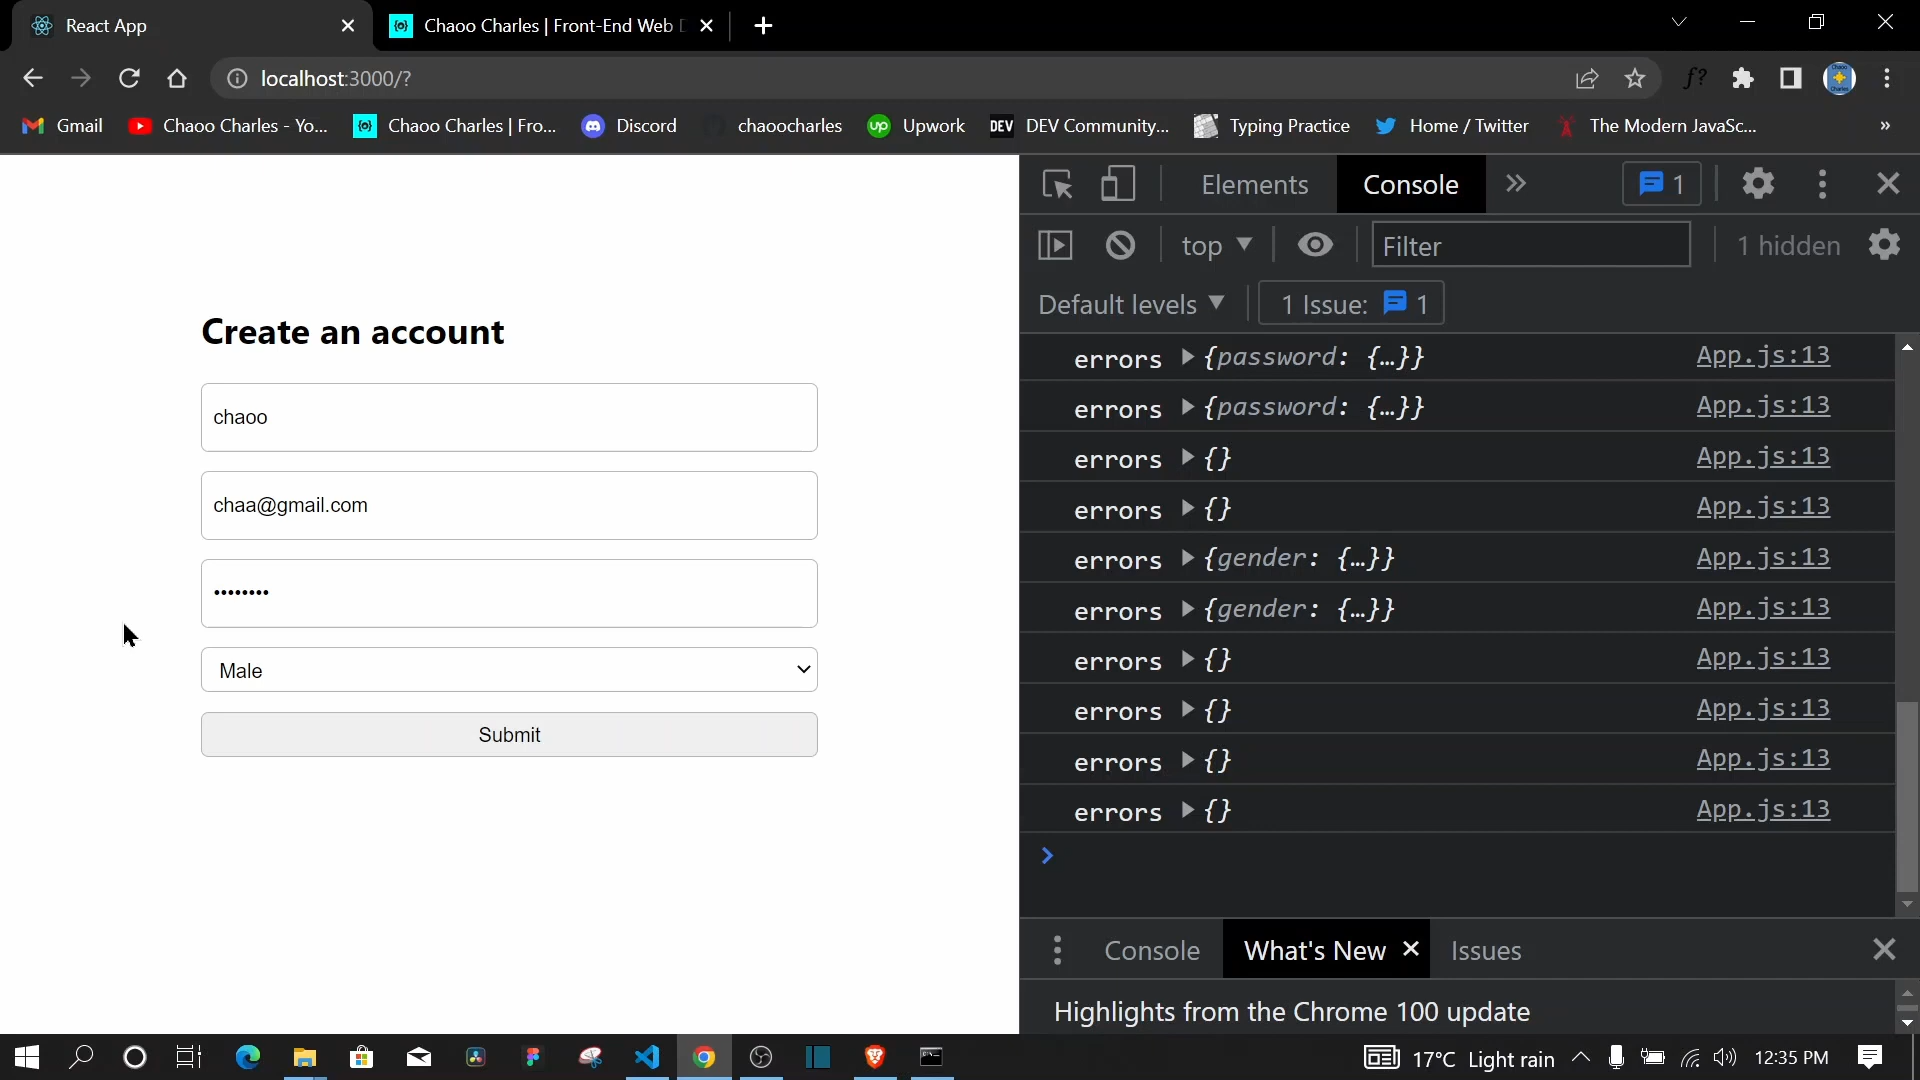 React App
Chaoo Charles | Front-End Web D
localhost:3000/?
f?
Gmail
Chaoo Charles - Yo...
Chaoo Charles | Fro...
Discord
chaoocharles
up Upwork
DEV DEV Community...
Typing Practice
Home / Twitter
The Modern JavaSc...
»
Elements
Console
1
top
Filter
1 hidden
Default levels
1 Issue: 1
errors {password: {…}} App.js:13
errors {password: {…}} App.js:13
errors {} App.js:13
errors {} App.js:13
errors {gender: {…}} App.js:13
errors {gender: {…}} App.js:13
errors {} App.js:13
errors {} App.js:13
errors {} App.js:13
errors {} App.js:13
Console
What's New
Issues
Highlights from the Chrome 100 update
Create an account
chaoo
chaa@gmail.com
••••••••
Male
Submit
17°C Light rain
12:35 PM